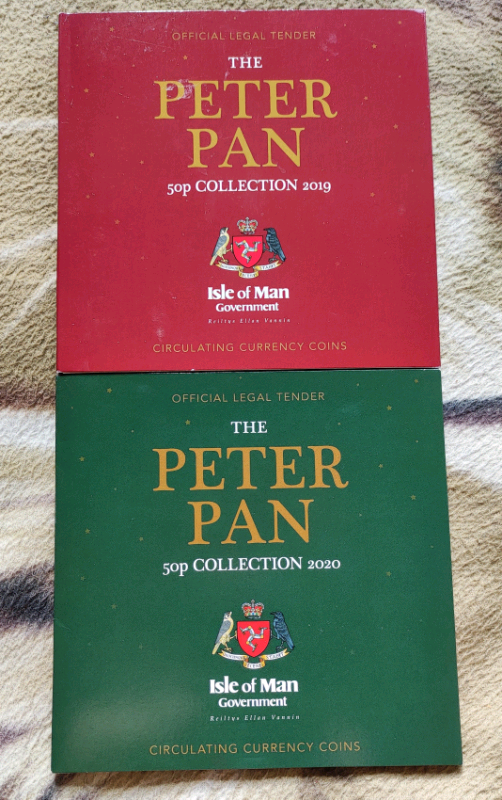 OFFICIAL LEGAL TENDER
THE
PETER
PAN
50p COLLECTION 2019
Isle of Man
Government
Reiltys Ellan Vannin
CIRCULATING CURRENCY COINS
OFFICIAL LEGAL TENDER
THE
PETER
PAN
50p COLLECTION 2020
Isle of Man
Government
Reiltys Ellan Vannin
CIRCULATING CURRENCY COINS